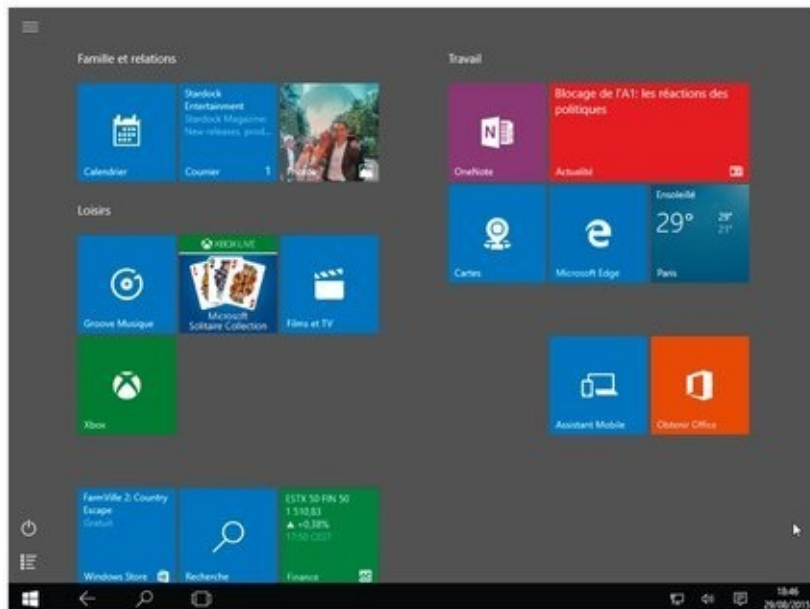 Famille et relations
Stardock
Entertainment
Stardock Magazine:
New releases, prod...
Calendrier
Courrier 1
Photos
Loisirs
XBOX LIVE
Groove Musique
Microsoft
Solitaire Collection
Films et TV
Xbox
FarmVille 2: Country
Escape
Gratuit
Windows Store
Recherche
ESTX 50 FIN 50
1 510,83
▲ +0,38%
17:50 CEST
Finance
Travail
OneNote
Blocage de l'A1: les réactions des
politiques
Actualité
Cartes
Microsoft Edge
Ensoleillé
29° 29°
21°
Paris
Assistant Mobile
Obtenir Office
18:46